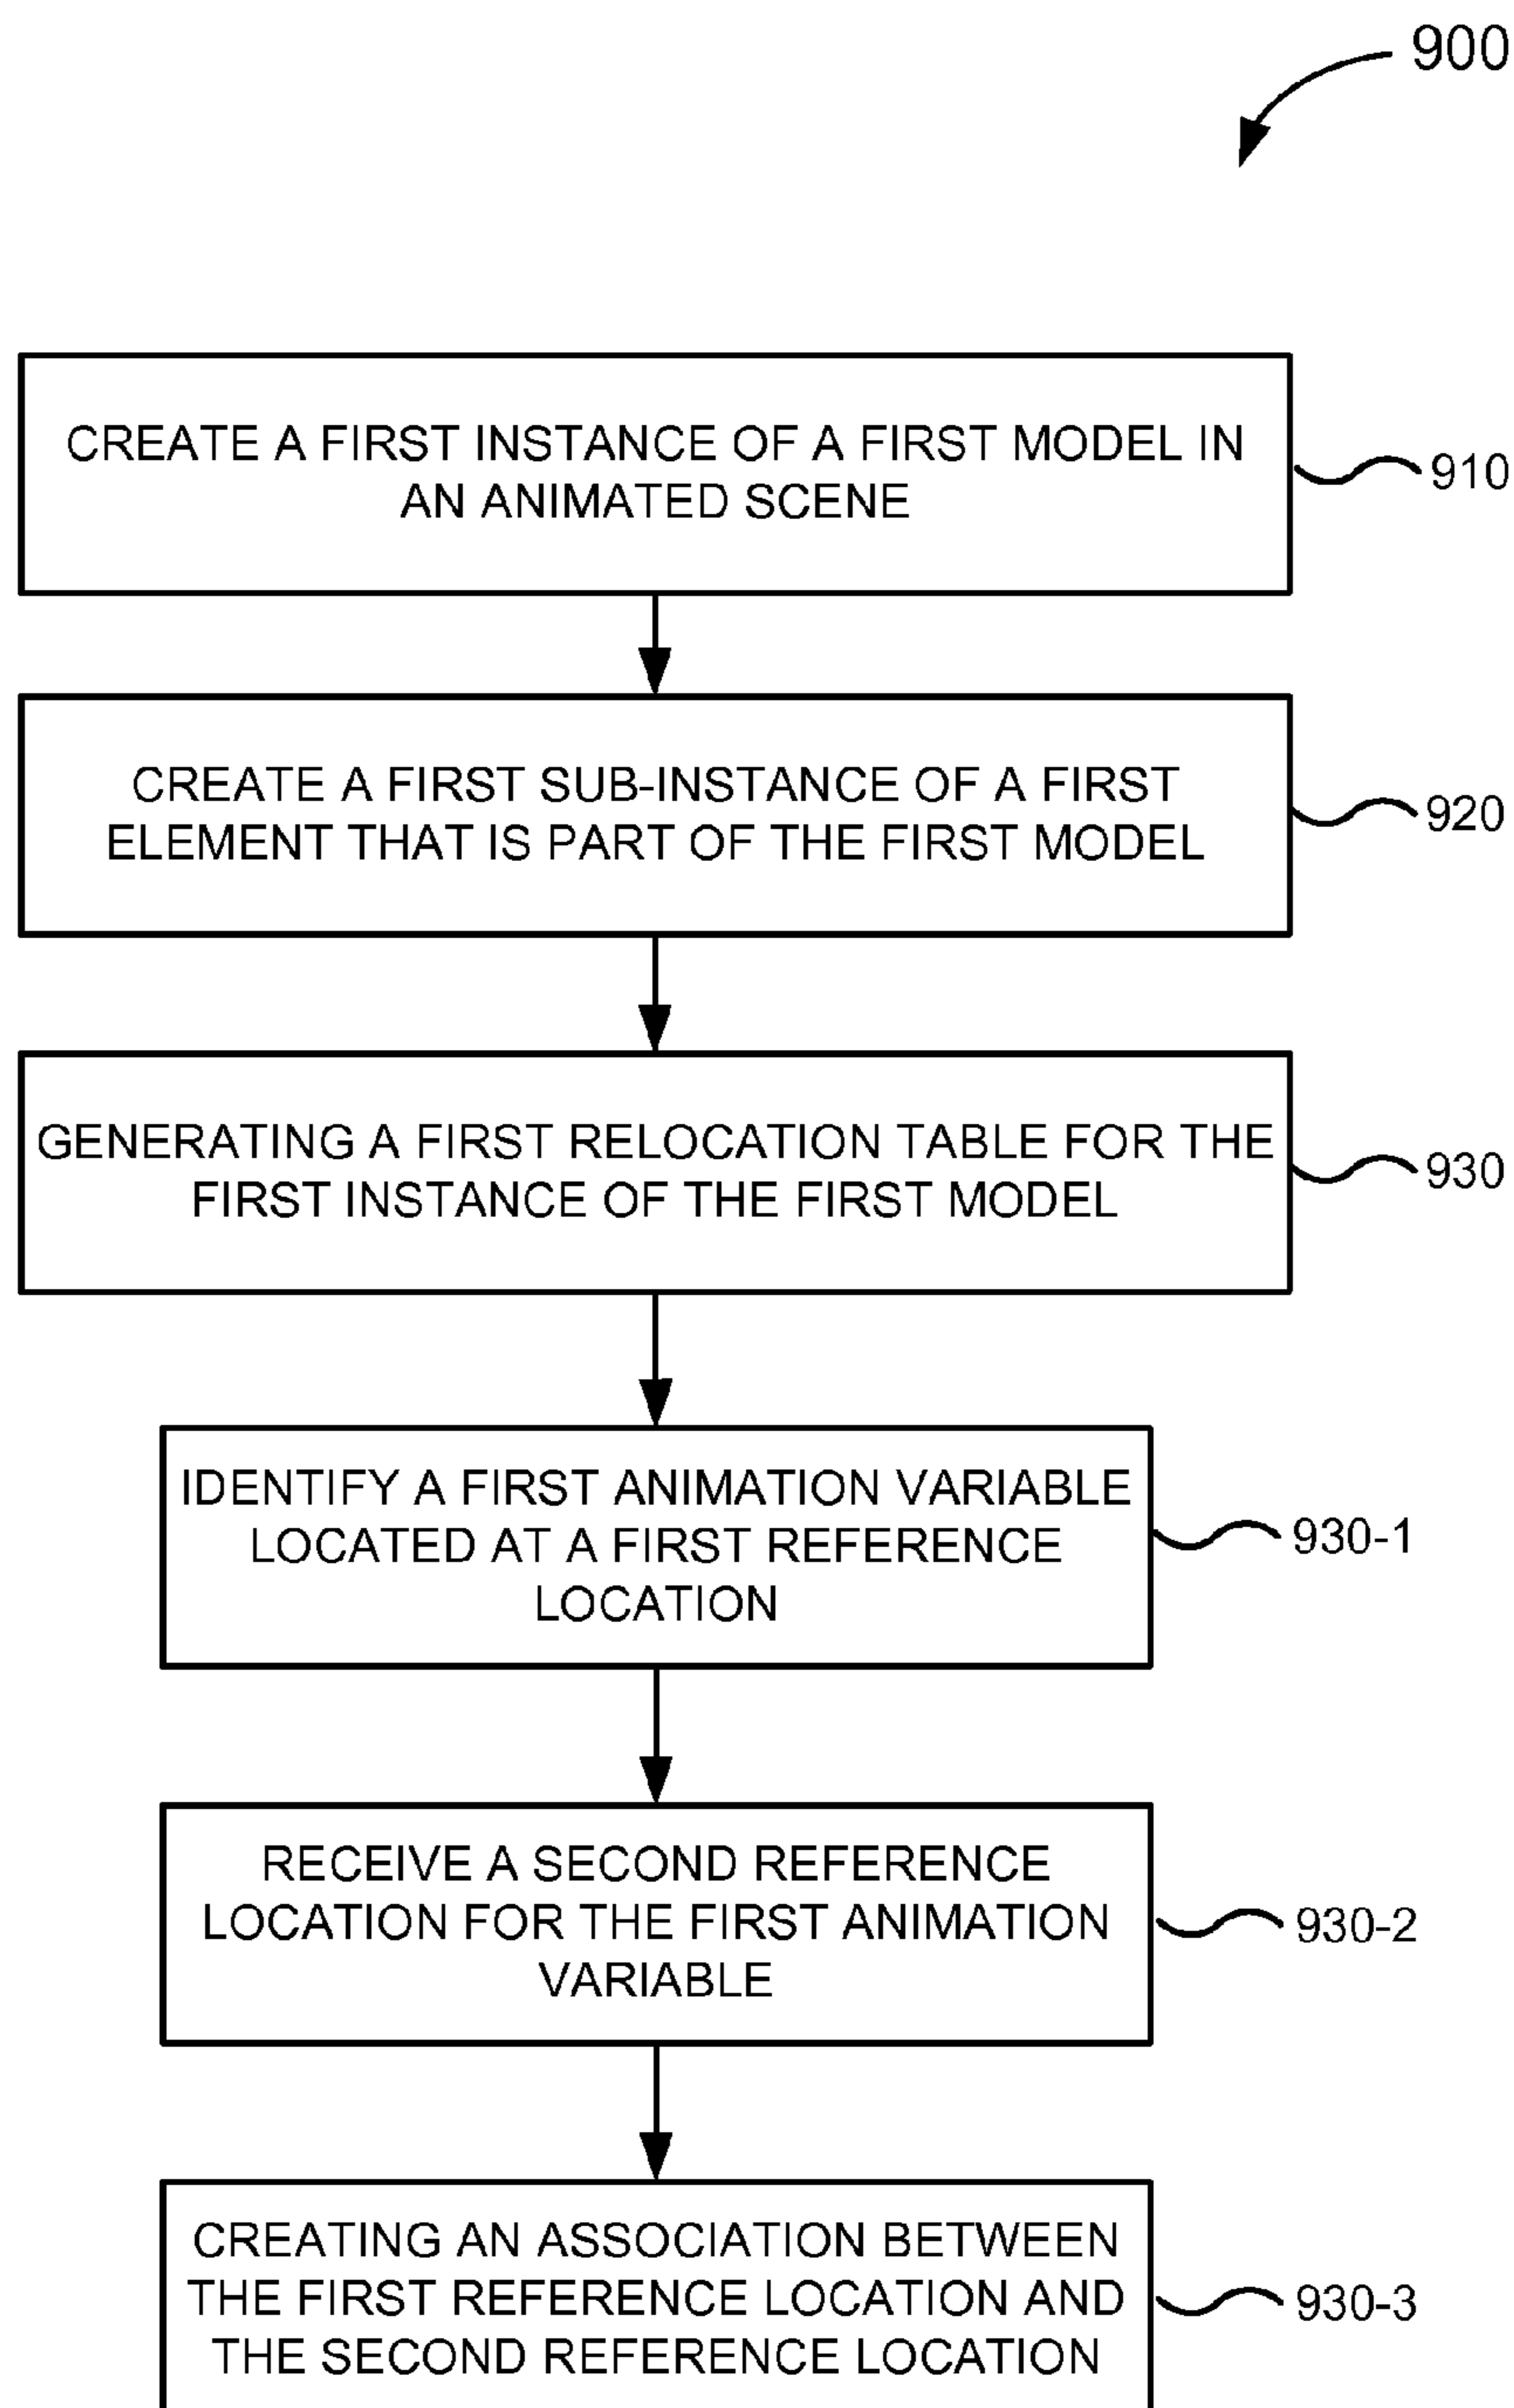 900
CREATE A FIRST INSTANCE OF A FIRST MODEL IN
AN ANIMATED SCENE
910
CREATE A FIRST SUB-INSTANCE OF A FIRST
ELEMENT THAT IS PART OF THE FIRST MODEL
920
GENERATING A FIRST RELOCATION TABLE FOR THE
FIRST INSTANCE OF THE FIRST MODEL
930
IDENTIFY A FIRST ANIMATION VARIABLE
LOCATED AT A FIRST REFERENCE
LOCATION
930-1
RECEIVE A SECOND REFERENCE
LOCATION FOR THE FIRST ANIMATION
VARIABLE
930-2
CREATING AN ASSOCIATION BETWEEN
THE FIRST REFERENCE LOCATION AND
THE SECOND REFERENCE LOCATION
930-3